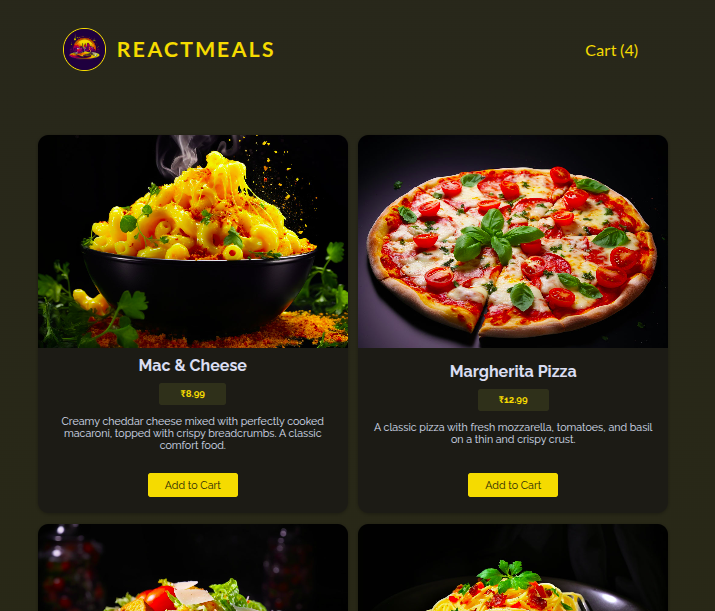 REACTMEALS
Cart (4)
Mac & Cheese
₹8.99
Creamy cheddar cheese mixed with perfectly cooked
macaroni, topped with crispy breadcrumbs. A classic
comfort food.
Add to Cart
Margherita Pizza
₹12.99
A classic pizza with fresh mozzarella, tomatoes, and basil
on a thin and crispy crust.
Add to Cart